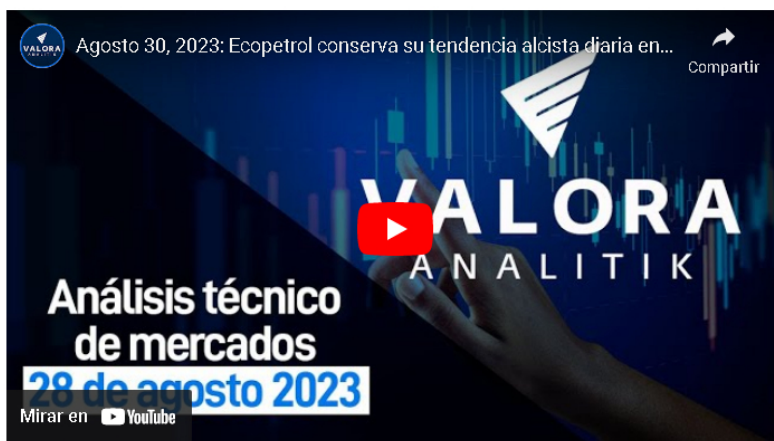 VALORA
ANALITIK
Agosto 30, 2023: Ecopetrol conserva su tendencia alcista diaria en...
Compartir
VALORA
ANALITIK
Análisis técnico
de mercados
28 de agosto 2023
Mirar en YouTube